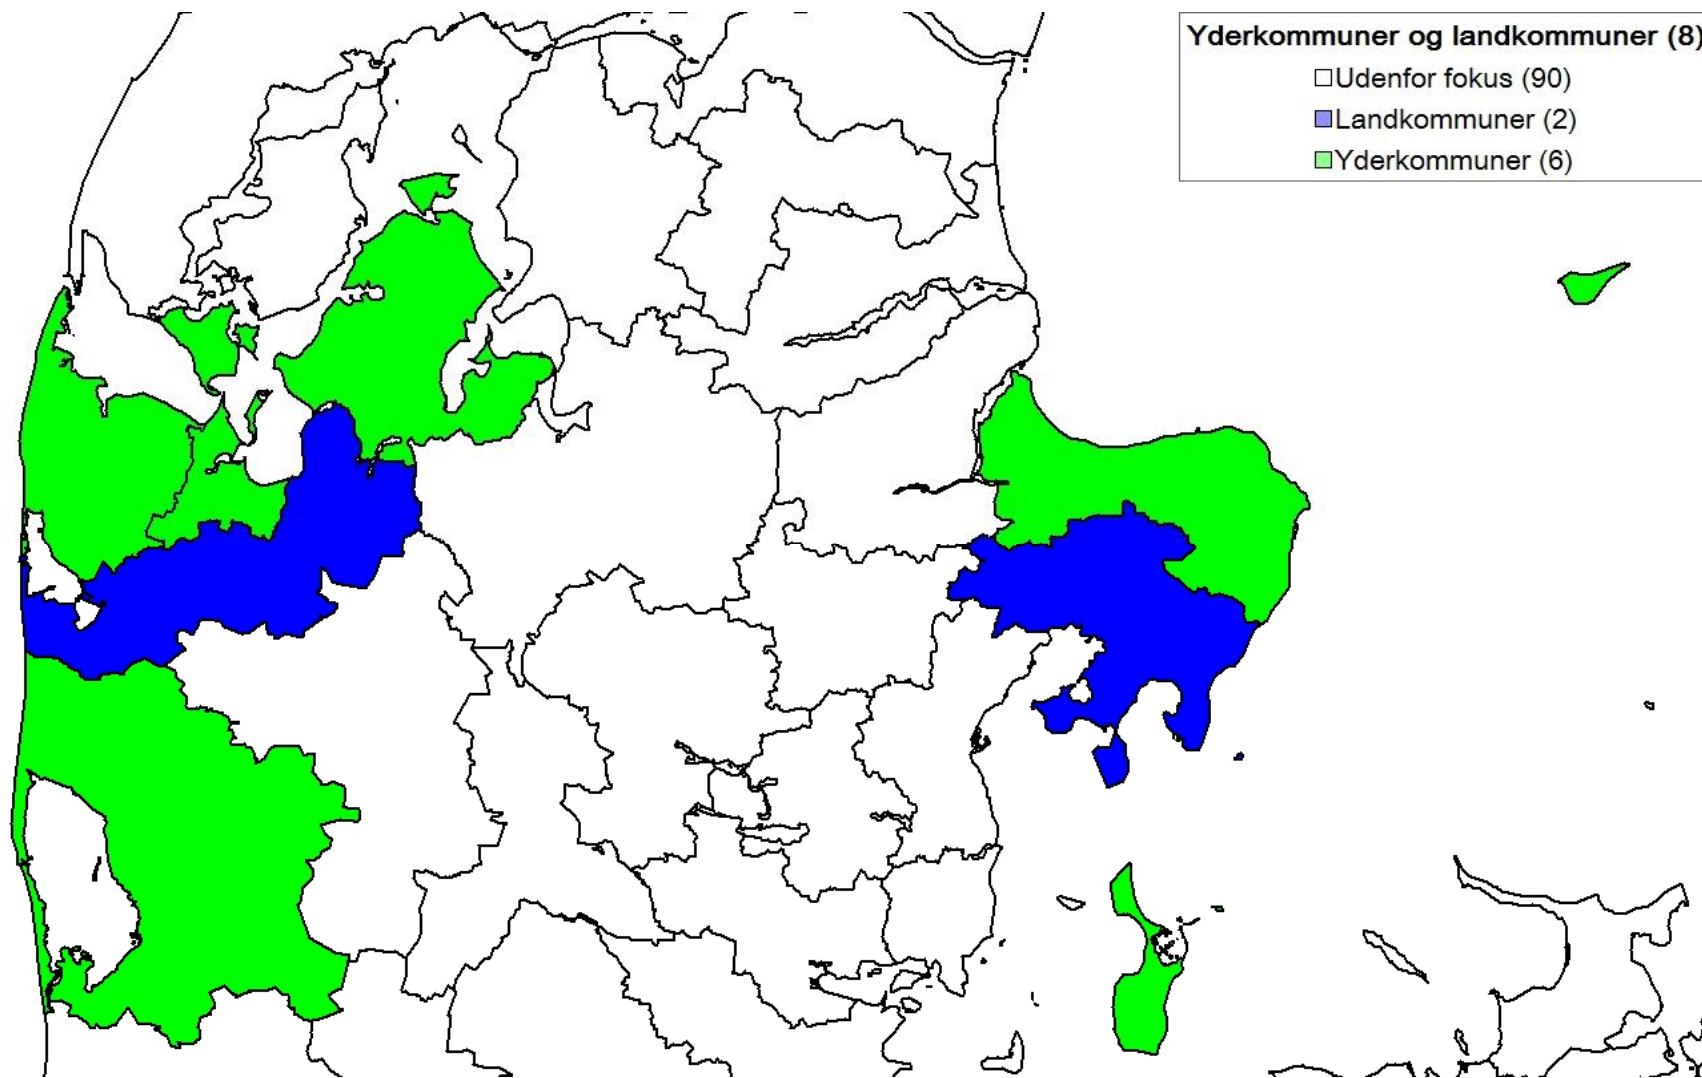 Yderkommuner og landkommuner (8)
Udenfor fokus (90)
Landkommuner (2)
Yderkommuner (6)